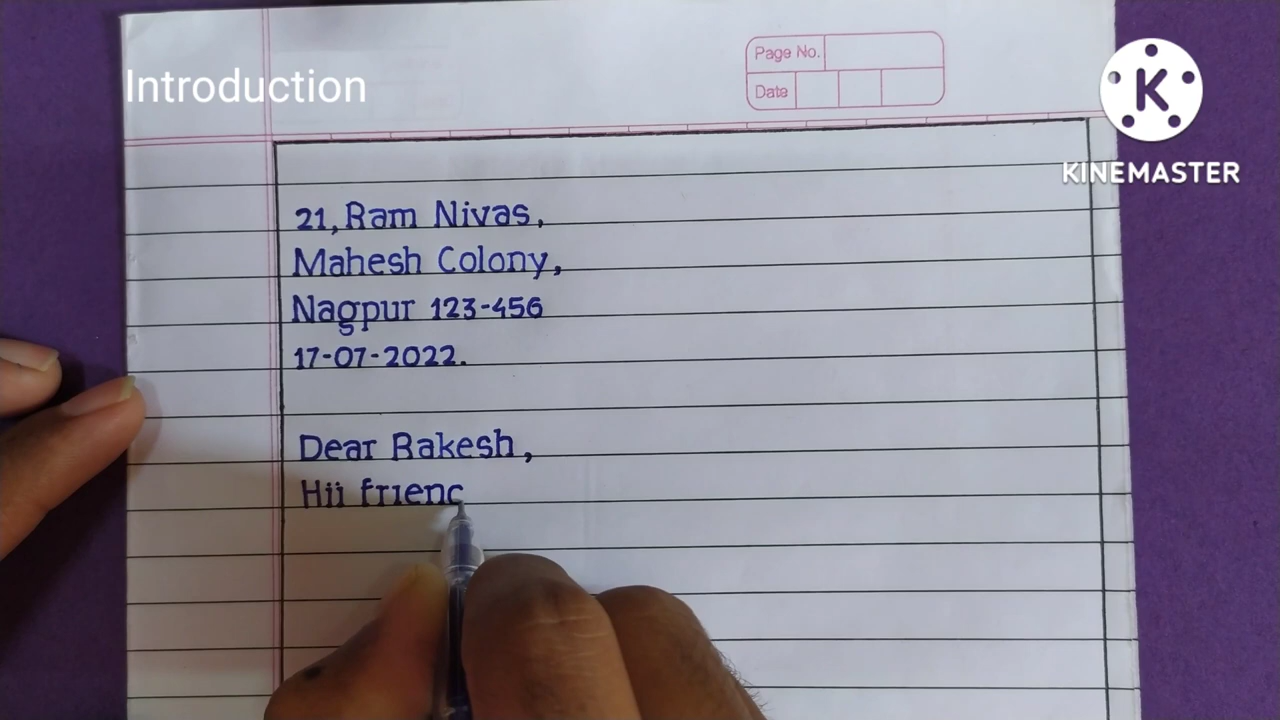 Introduction
Page No.
Date
K
KINEMASTER
21, Ram Nivas,
Mahesh Colony,
Nagpur 123-456
17-07-2022.
Dear Rakesh,
Hii frienc